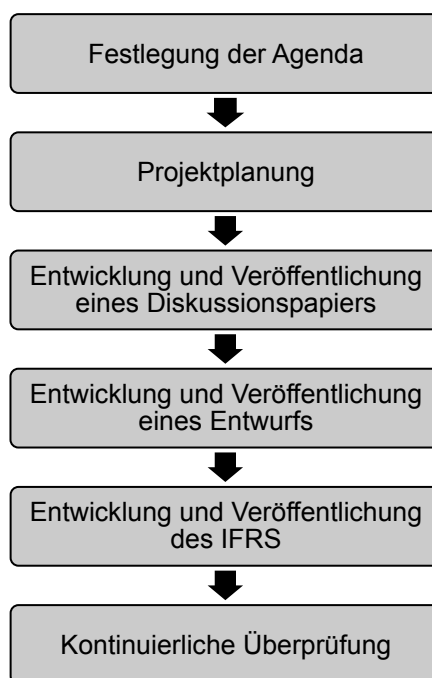 Festlegung der Agenda
Projektplanung
Entwicklung und Veröffentlichung
eines Diskussionspapiers
Entwicklung und Veröffentlichung
eines Entwurfs
Entwicklung und Veröffentlichung
des IFRS
Kontinuierliche Überprüfung